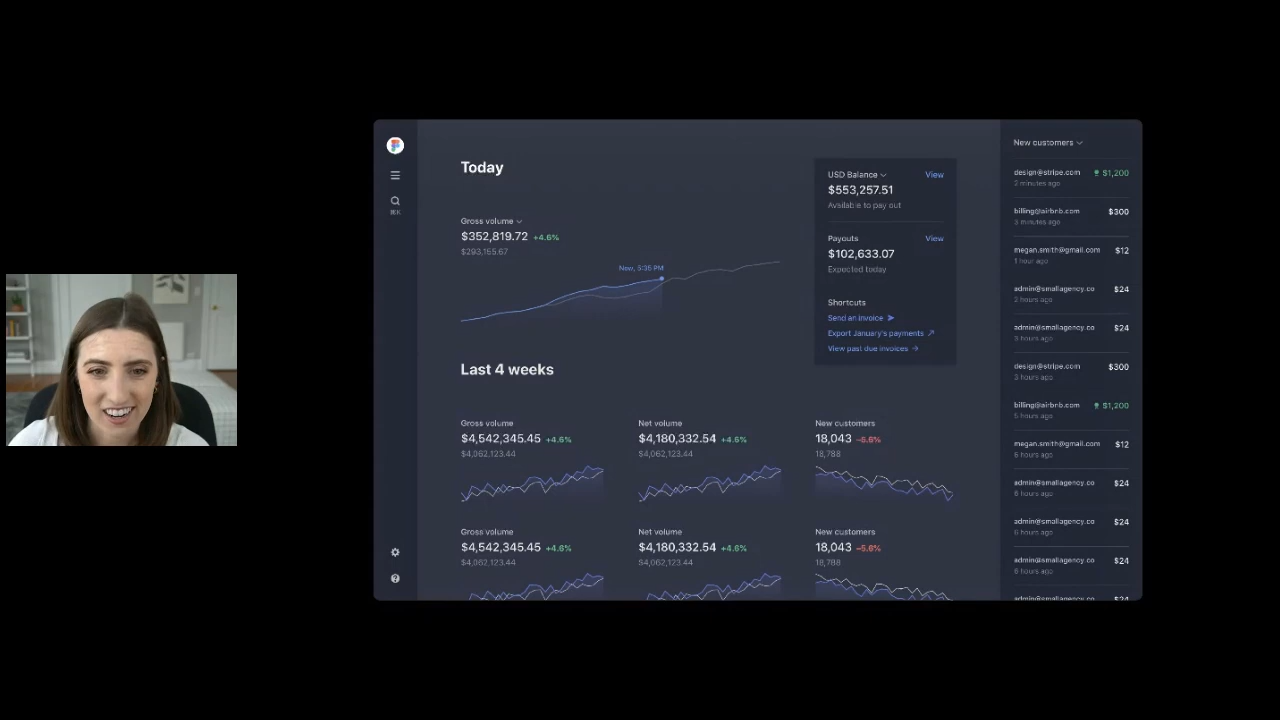 Today
Gross volume
$352,819.72 +4.6%
$293,155.67
Now, 5:35 PM
USD Balance
View
$553,257.51
Available to pay out
Payouts
View
$102,633.07
Expected today
Shortcuts
Send an invoice
Export January's payments
View past due invoices
Last 4 weeks
Gross volume
$4,542,345.45 +4.6%
$4,062,123.44
Net volume
$4,180,332.54 +4.6%
$4,062,123.44
New customers
18,043 –5.6%
18,788
Gross volume
$4,542,345.45 +4.6%
$4,062,123.44
Net volume
$4,180,332.54 +4.6%
$4,062,123.44
New customers
18,043 –5.6%
18,788
New customers
design@stripe.com $1,200
2 minutes ago
billing@airbnb.com $300
3 minutes ago
megan.smith@gmail.com $12
1 hour ago
admin@smallagency.co $24
2 hours ago
admin@smallagency.co $24
3 hours ago
design@stripe.com $300
3 hours ago
billing@airbnb.com $1,200
5 hours ago
megan.smith@gmail.com $12
6 hours ago
admin@smallagency.co $24
6 hours ago
admin@smallagency.co $24
6 hours ago
admin@smallagency.co $24
6 hours ago
admin@smallagency.co $24
⌘K